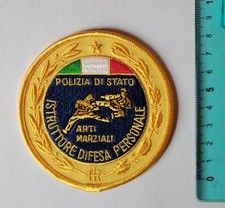 POLIZIA DI STATO
ARTI
MARZIALI
ISTRUTTORE DIFESA PERSONALE